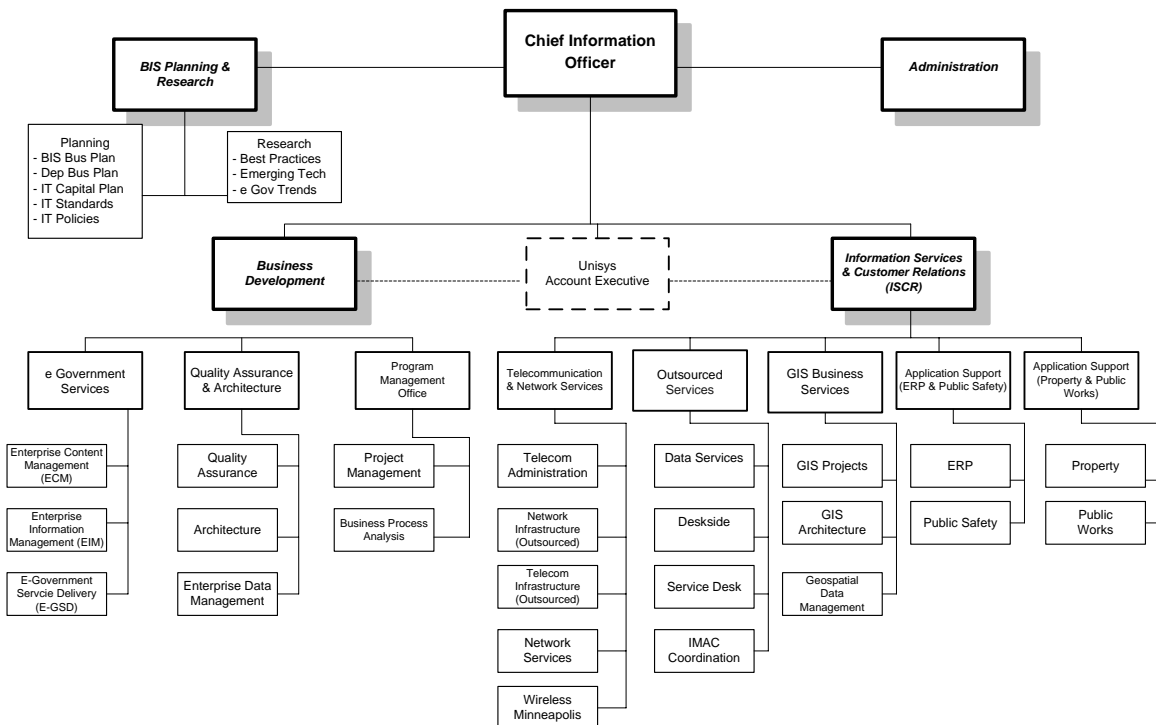 Chief Information
Officer
BIS Planning &
Research
Administration
Planning
- BIS Bus Plan
- Dep Bus Plan
- IT Capital Plan
- IT Standards
- IT Policies
Research
- Best Practices
- Emerging Tech
- e Gov Trends
Business
Development
Unisys
Account Executive
Information Services
& Customer Relations
(ISCR)
e Government
Services
Quality Assurance
& Architecture
Program
Management
Office
Telecommunication
& Network Services
Outsourced
Services
GIS Business
Services
Application Support
(ERP & Public Safety)
Application Support
(Property & Public
Works)
Enterprise Content
Management
(ECM)
Enterprise
Information
Management (EIM)
E-Government
Servcie Delivery
(E-GSD)
Quality
Assurance
Architecture
Enterprise Data
Management
Project
Management
Business Process
Analysis
Telecom
Administration
Network
Infrastructure
(Outsourced)
Telecom
Infrastructure
(Outsourced)
Network
Services
Wireless
Minneapolis
Data Services
Deskside
Service Desk
IMAC
Coordination
GIS Projects
GIS
Architecture
Geospatial
Data
Management
ERP
Public Safety
Property
Public
Works